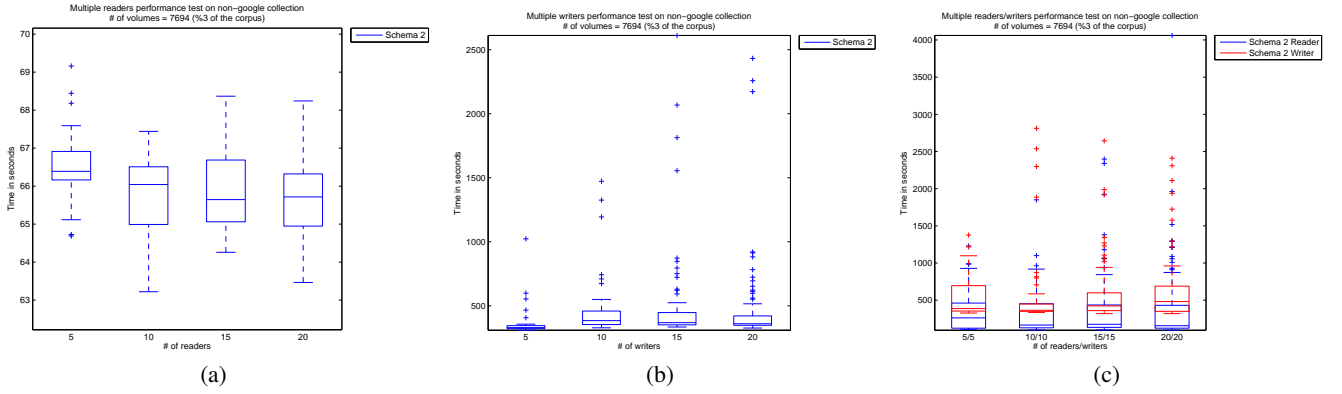 Multiple readers performance test on non−google collection
# of volumes = 7694 (%3 of the corpus)
70
69
68
67
66
65
64
63
Time in seconds
5
10
15
20
# of readers
Schema 2
(a)
Multiple writers performance test on non−google collection
# of volumes = 7694 (%3 of the corpus)
2500
2000
1500
1000
500
Time in seconds
5
10
15
20
# of writers
Schema 2
(b)
Multiple readers/writers performance test on non−google collection
# of volumes = 7694 (%3 of the corpus)
4000
3500
3000
2500
2000
1500
1000
500
Time in seconds
5/5
10/10
15/15
20/20
# of readers/writers
Schema 2 Reader
Schema 2 Writer
(c)